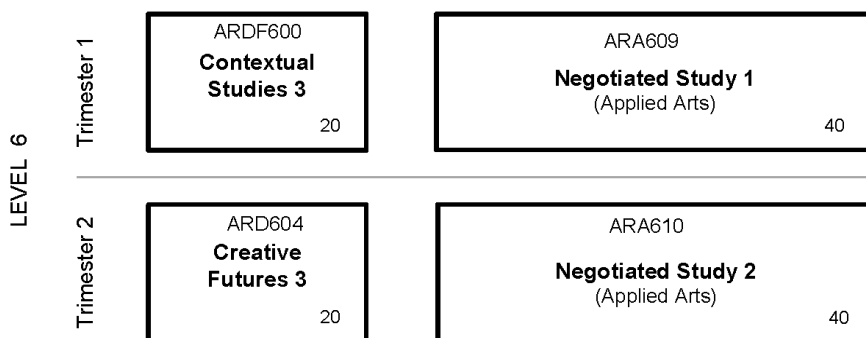 LEVEL 6
Trimester 1
ARDF600
Contextual
Studies 3
20
ARA609
Negotiated Study 1
(Applied Arts)
40
Trimester 2
ARD604
Creative
Futures 3
20
ARA610
Negotiated Study 2
(Applied Arts)
40